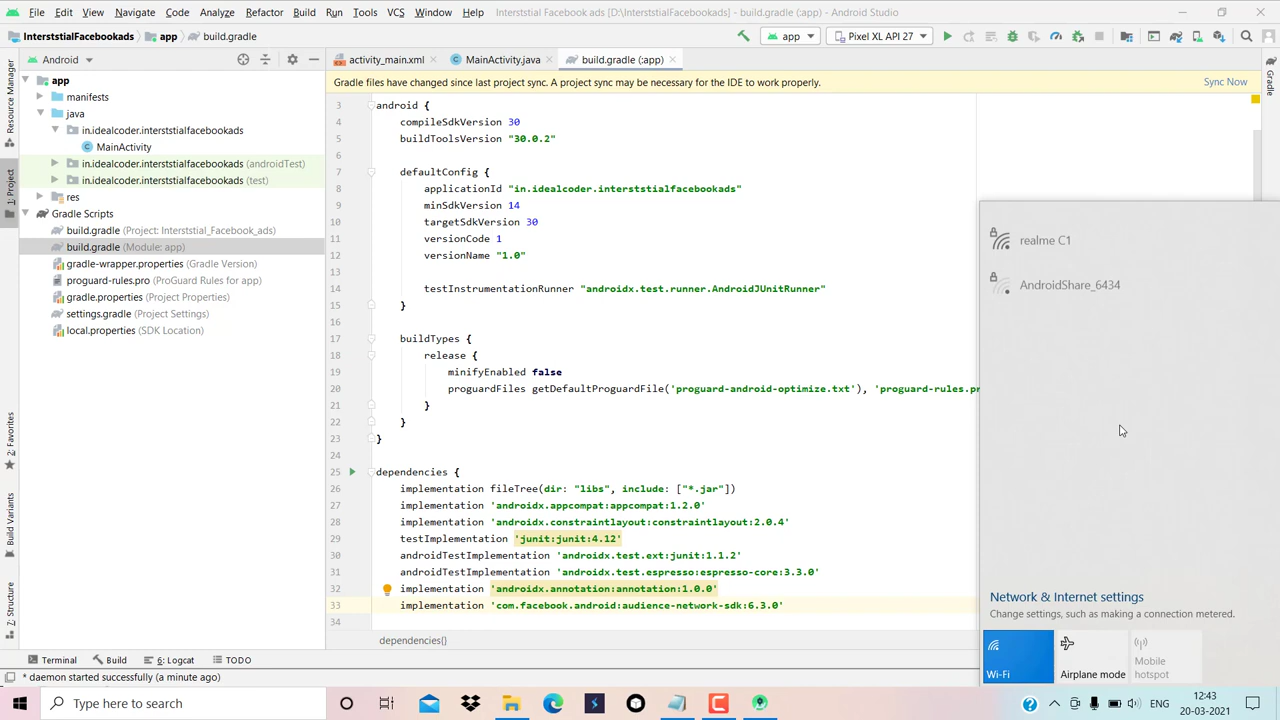 File Edit View Navigate Code Analyze Refactor Build Run Tools VCS Window Help Interststial Facebook ads [D:\InterstsialFacebookads] - build.gradle (:app) - Android Studio
InterststialFacebookads app build.gradle app Pixel XL API 27
Android activity_main.xml MainActivity.java build.gradle (:app)
Gradle files have changed since last project sync. A project sync may be necessary for the IDE to work properly. Sync Now
Resource Manager
1: Project
2: Favorites
Build Variants
7: Structure
Gradle
app
manifests
java
in.idealcoder.interststialfacebookads
MainActivity
in.idealcoder.interststialfacebookads (androidTest)
in.idealcoder.interststialfacebookads (test)
res
Gradle Scripts
build.gradle (Project: Interststial_Facebook_ads)
build.gradle (Module: app)
gradle-wrapper.properties (Gradle Version)
proguard-rules.pro (ProGuard Rules for app)
gradle.properties (Project Properties)
settings.gradle (Project Settings)
local.properties (SDK Location)
3 android {
4 compileSdkVersion 30
5 buildToolsVersion "30.0.2"
6
7 defaultConfig {
8 applicationId "in.idealcoder.interststialfacebookads"
9 minSdkVersion 14
10 targetSdkVersion 30
11 versionCode 1
12 versionName "1.0"
13
14 testInstrumentationRunner "androidx.test.runner.AndroidJUnitRunner"
15 }
16
17 buildTypes {
18 release {
19 minifyEnabled false
20 proguardFiles getDefaultProguardFile('proguard-android-optimize.txt'), 'proguard-rules.pr
21 }
22 }
23 }
24
25 dependencies {
26 implementation fileTree(dir: "libs", include: ["*.jar"])
27 implementation 'androidx.appcompat:appcompat:1.2.0'
28 implementation 'androidx.constraintlayout:constraintlayout:2.0.4'
29 testImplementation 'junit:junit:4.12'
30 androidTestImplementation 'androidx.test.ext:junit:1.1.2'
31 androidTestImplementation 'androidx.test.espresso:espresso-core:3.3.0'
32 implementation 'androidx.annotation:annotation:1.0.0'
33 implementation 'com.facebook.android:audience-network-sdk:6.3.0'
34
dependencies{}
realme C1
AndroidShare_6434
Network & Internet settings
Change settings, such as making a connection metered.
Wi-Fi
Airplane mode
Mobile
hotspot
Terminal Build 6: Logcat TODO
* daemon started successfully (a minute ago)
Type here to search
ENG
12:43
20-03-2021